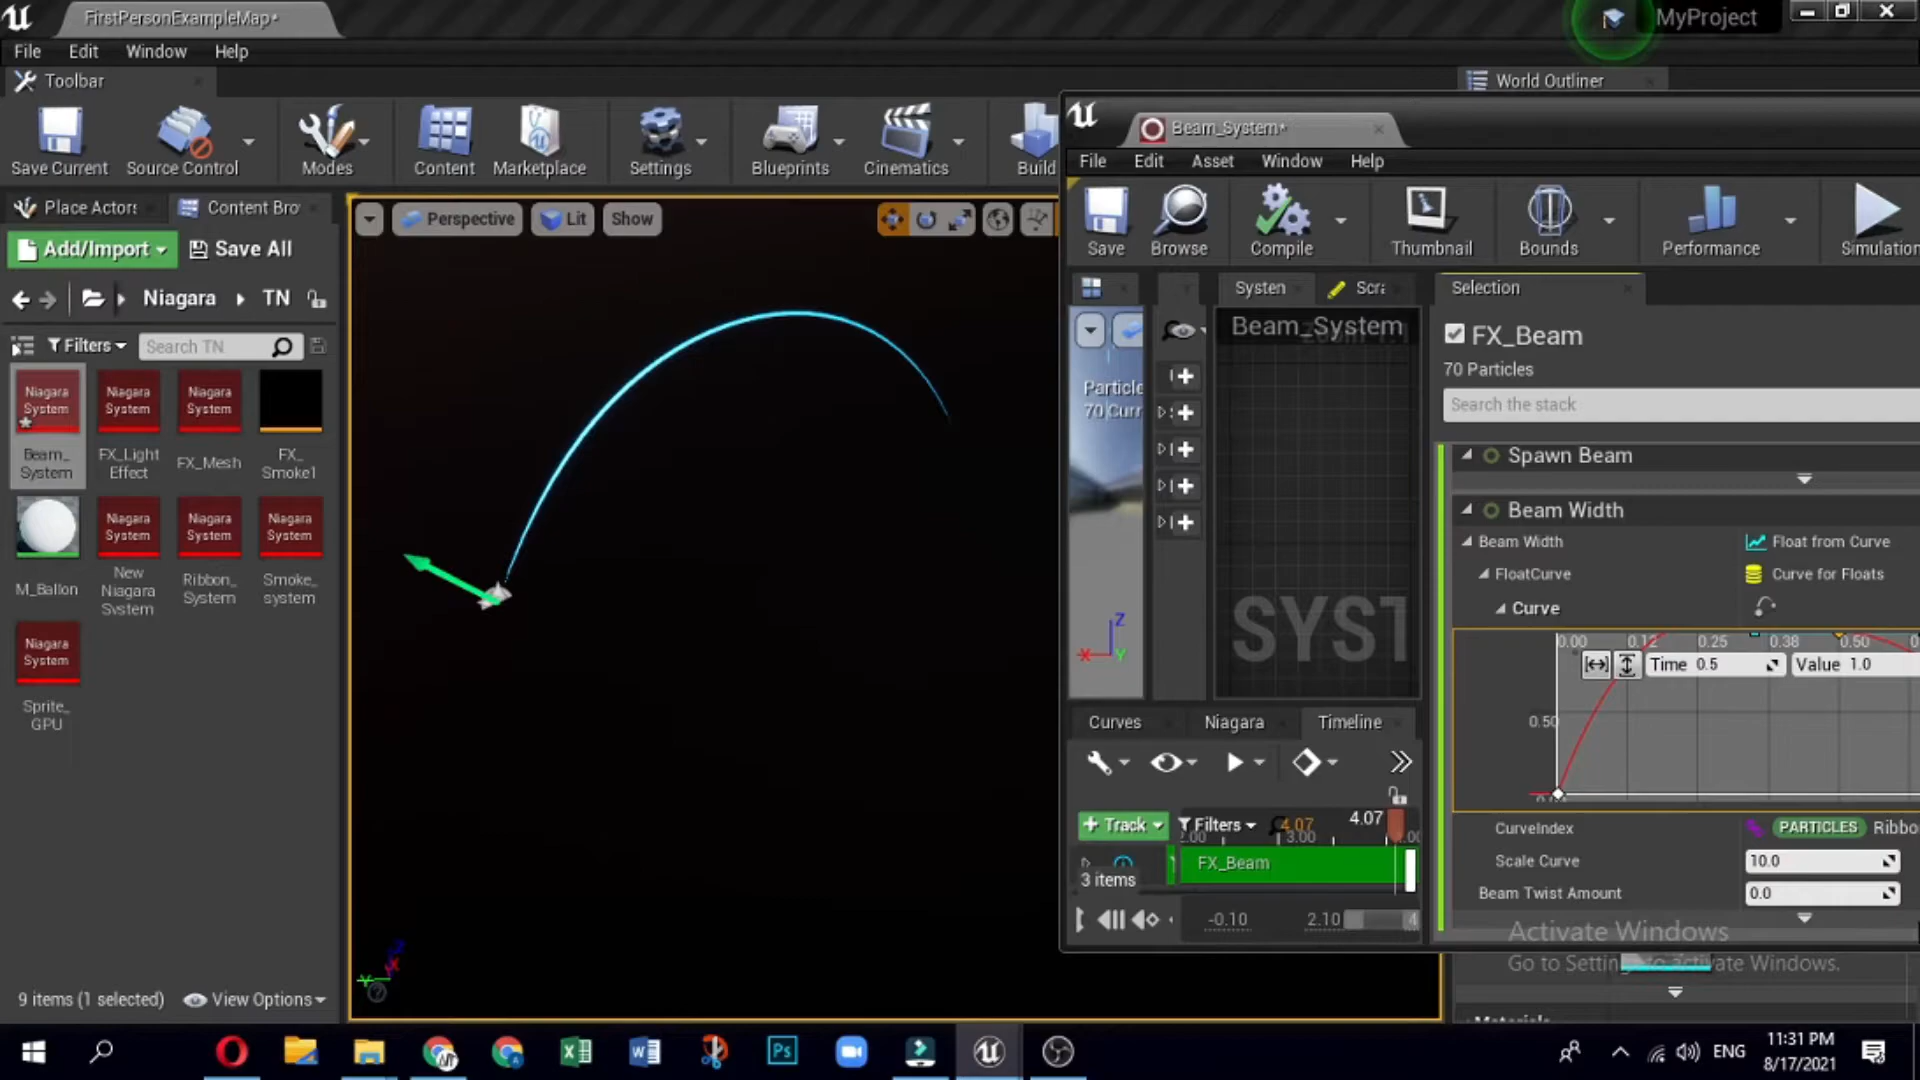 FirstPersonExampleMap*
MyProject
File Edit Window Help
Toolbar
World Outliner
Save Current Source Control Modes Content Marketplace Settings Blueprints Cinematics Build
Beam_System*
File Edit Asset Window Help
Save Browse Compile Thumbnail Bounds Performance Simulation
Place Actors Content Bro
Add/Import Save All
Perspective Lit Show
Niagara TN
Filters Search TN
Niagara System
Niagara System
Niagara System
Beam_ System
FX_Light Effect
FX_Mesh
FX_ Smoke1
Niagara System
Niagara System
Niagara System
M_Ballon
New Niagara System
Ribbon_ System
Smoke_ system
Niagara System
Sprite_ GPU
9 items (1 selected) View Options
Z
X
Y
Systen
Beam_System
SYST
Particle
70 Curr
Z
X
Y
Selection
FX_Beam
70 Particles
Search the stack
Spawn Beam
Beam Width
Beam Width Float from Curve
FloatCurve Curve for Floats
Curve
0.00 0.12 0.25 0.38 0.50
Time 0.5 Value 1.0
0.50
CurveIndex PARTICLES Ribbo
Scale Curve 10.0
Beam Twist Amount 0.0
Curves Niagara Timeline
Track Filters 4.07 4.07
3.00
FX_Beam
3 items
-0.10 2.10 4
Activate Windows
Go to Setting to activate Windows.
Ps
ENG
11:31 PM
8/17/2021